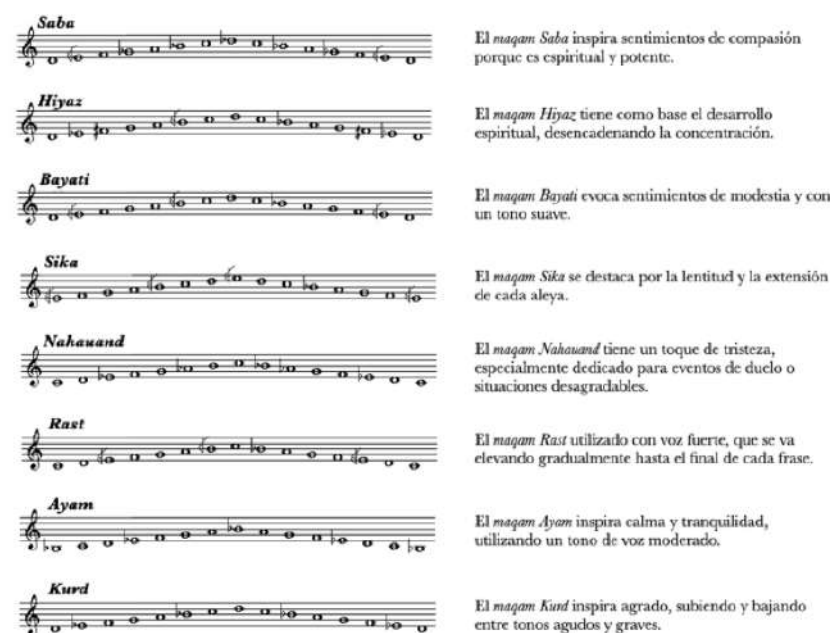 Saba
El maqam Saba inspira sentimientos de compasión
porque es espiritual y potente.
Hiyaz
El maqam Hiyaz tiene como base el desarrollo
espiritual, desencadenando la concentración.
Bayati
El maqam Bayati evoca sentimientos de modestia y con
un tono suave.
Sika
El maqam Sika se destaca por la lentitud y la extensión
de cada aleya.
Nahauand
El maqam Nahauand tiene un toque de tristeza,
especialmente dedicado para eventos de duelo o
situaciones desagradables.
Rast
El maqam Rast utilizado con voz fuerte, que se va
elevando gradualmente hasta el final de cada frase.
Ayam
El maqam Ayam inspira calma y tranquilidad,
utilizando un tono de voz moderado.
Kurd
El maqam Kurd inspira agrado, subiendo y bajando
entre tonos agudos y graves.